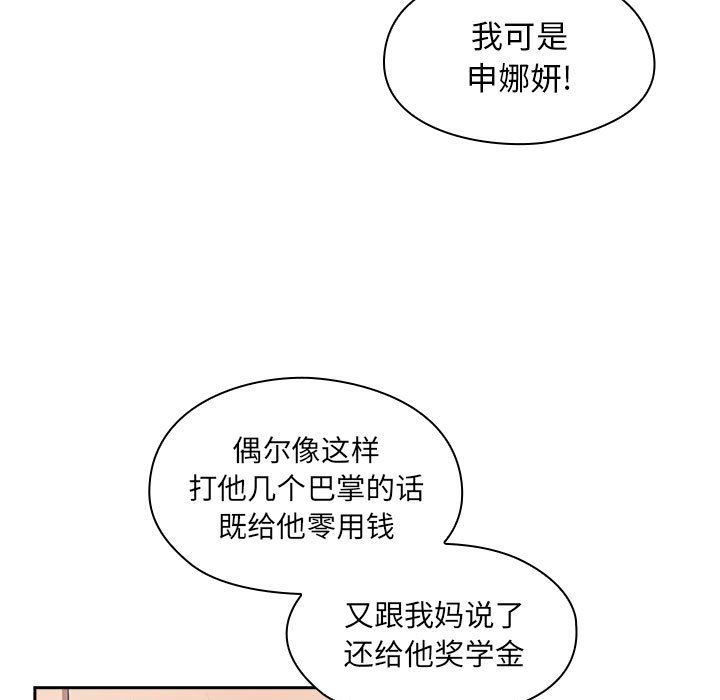 我可是
申娜妍!
偶尔像这样
打他几个巴掌的话
既给他零用钱
又跟我妈说了
还给他奖学金